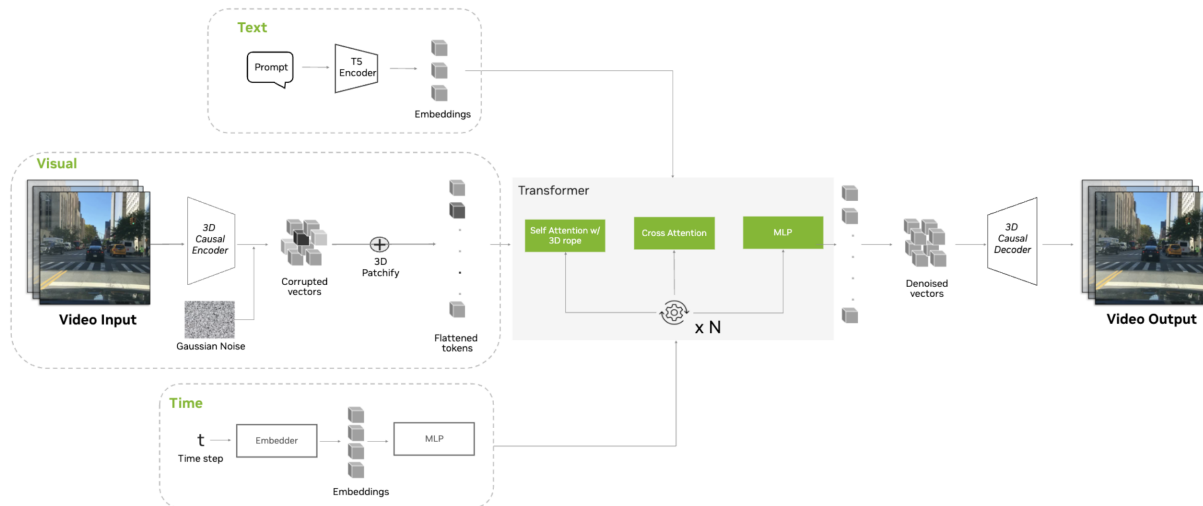 Text
Prompt
T5
Encoder
Embeddings
Visual
3D
Causal
Encoder
Video Input
Gaussian Noise
Corrupted
vectors
3D
Patchify
Flattened
tokens
Transformer
Self Attention w/
3D rope
Cross Attention
MLP
x N
Denoised
vectors
3D
Causal
Decoder
Video Output
Time
t
Time step
Embedder
Embeddings
MLP